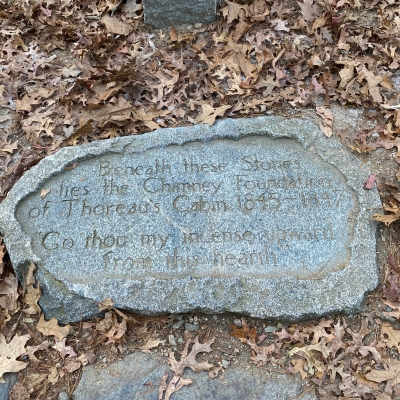 Beneath these Stones
lies the Chimney Foundation
of Thoreau's Cabin 1845-1847
"Go thou my incense upward
from this hearth"